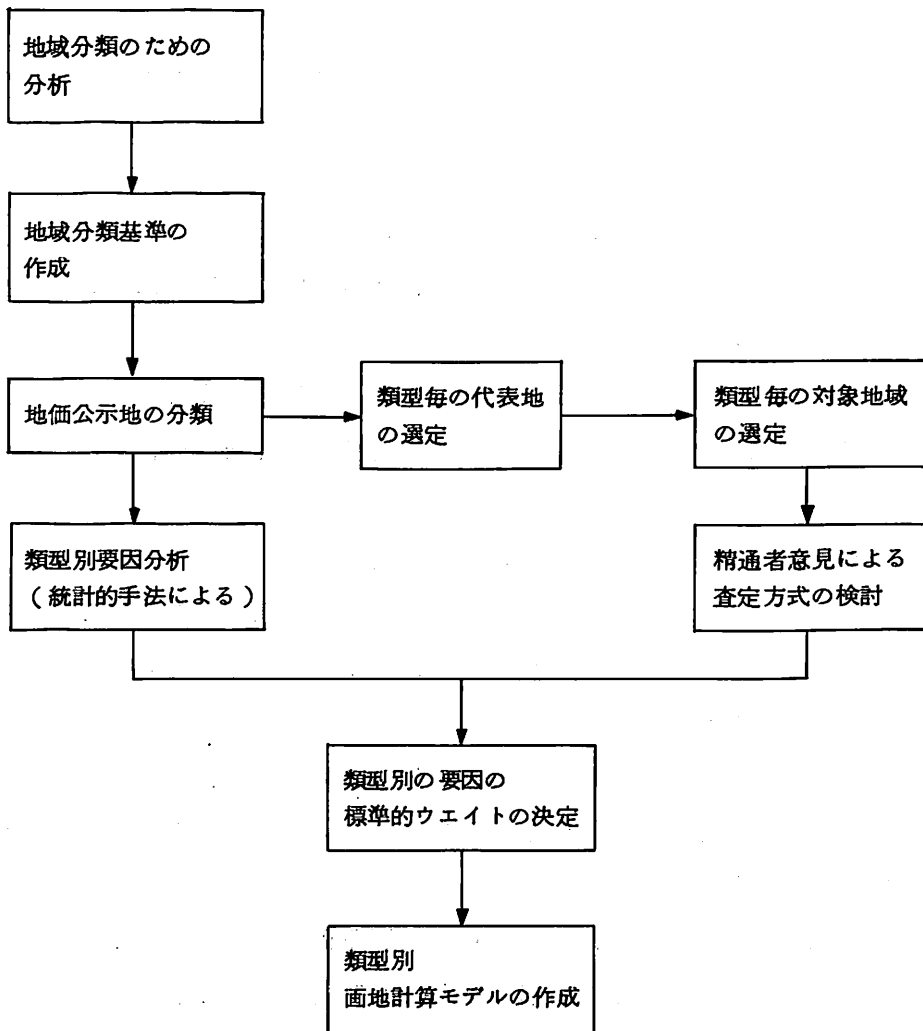 地域分類のための
分析
地域分類基準の
作成
地価公示地の分類
類型毎の代表地
の選定
類型毎の対象地域
の選定
類型別要因分析
(統計的手法による)
精通者意見による
査定方式の検討
類型別の要因の
標準的ウエイトの決定
類型別
画地計算モデルの作成